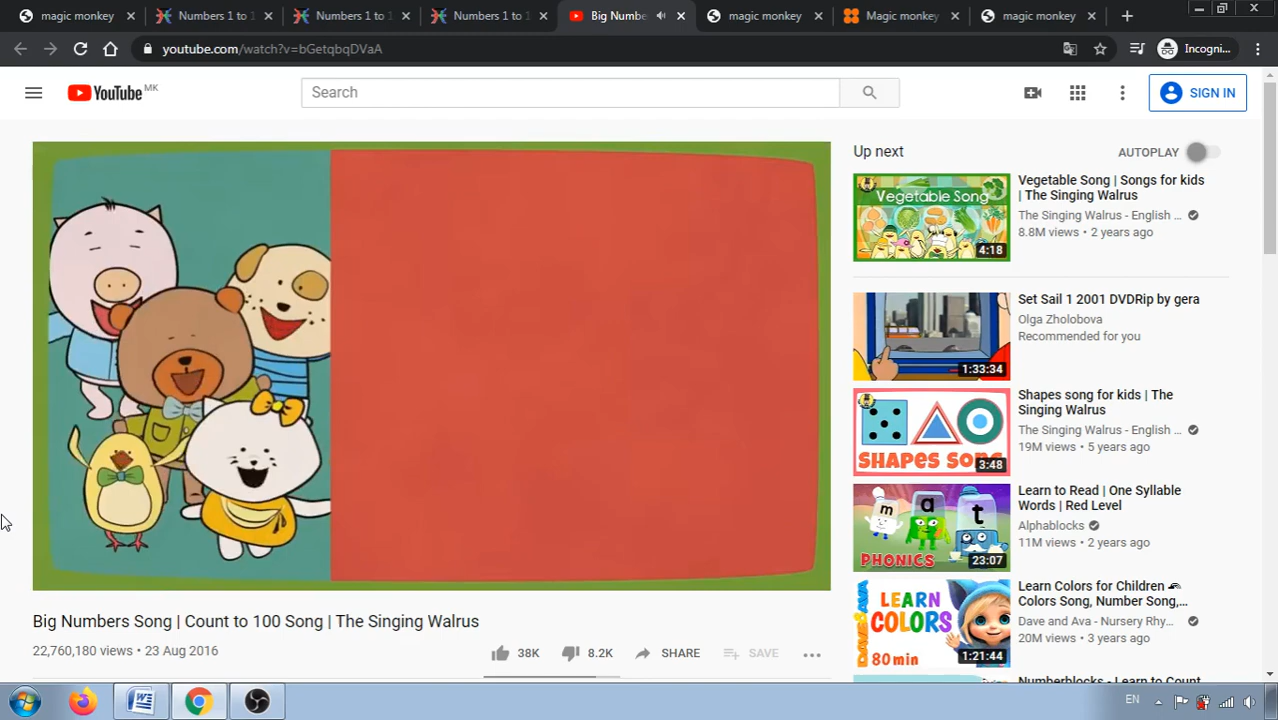 magic monkey
Numbers 1 to 1
Numbers 1 to 1
Numbers 1 to 1
Big Numbe
magic monkey
Magic monkey
magic monkey
youtube.com/watch?v=bGetqbqDVaA
Incogni...
YouTube MK
Search
SIGN IN
Up next
AUTOPLAY
Vegetable Song
4:18
Vegetable Song | Songs for kids
| The Singing Walrus
The Singing Walrus - English ...
8.8M views • 2 years ago
1:33:34
Set Sail 1 2001 DVDRip by gera
Olga Zholobova
Recommended for you
SHAPES SONG
3:48
Shapes song for kids | The
Singing Walrus
The Singing Walrus - English ...
19M views • 5 years ago
m a t
PHONICS
23:07
Learn to Read | One Syllable
Words | Red Level
Alphablocks
11M views • 2 years ago
LEARN
COLORS
80 min
1:21:44
Learn Colors for Children
Colors Song, Number Song,...
Dave and Ava - Nursery Rhy...
20M views • 3 years ago
Numberblocks - Learn to Count
Big Numbers Song | Count to 100 Song | The Singing Walrus
22,760,180 views • 23 Aug 2016
38K
8.2K
SHARE
SAVE
EN